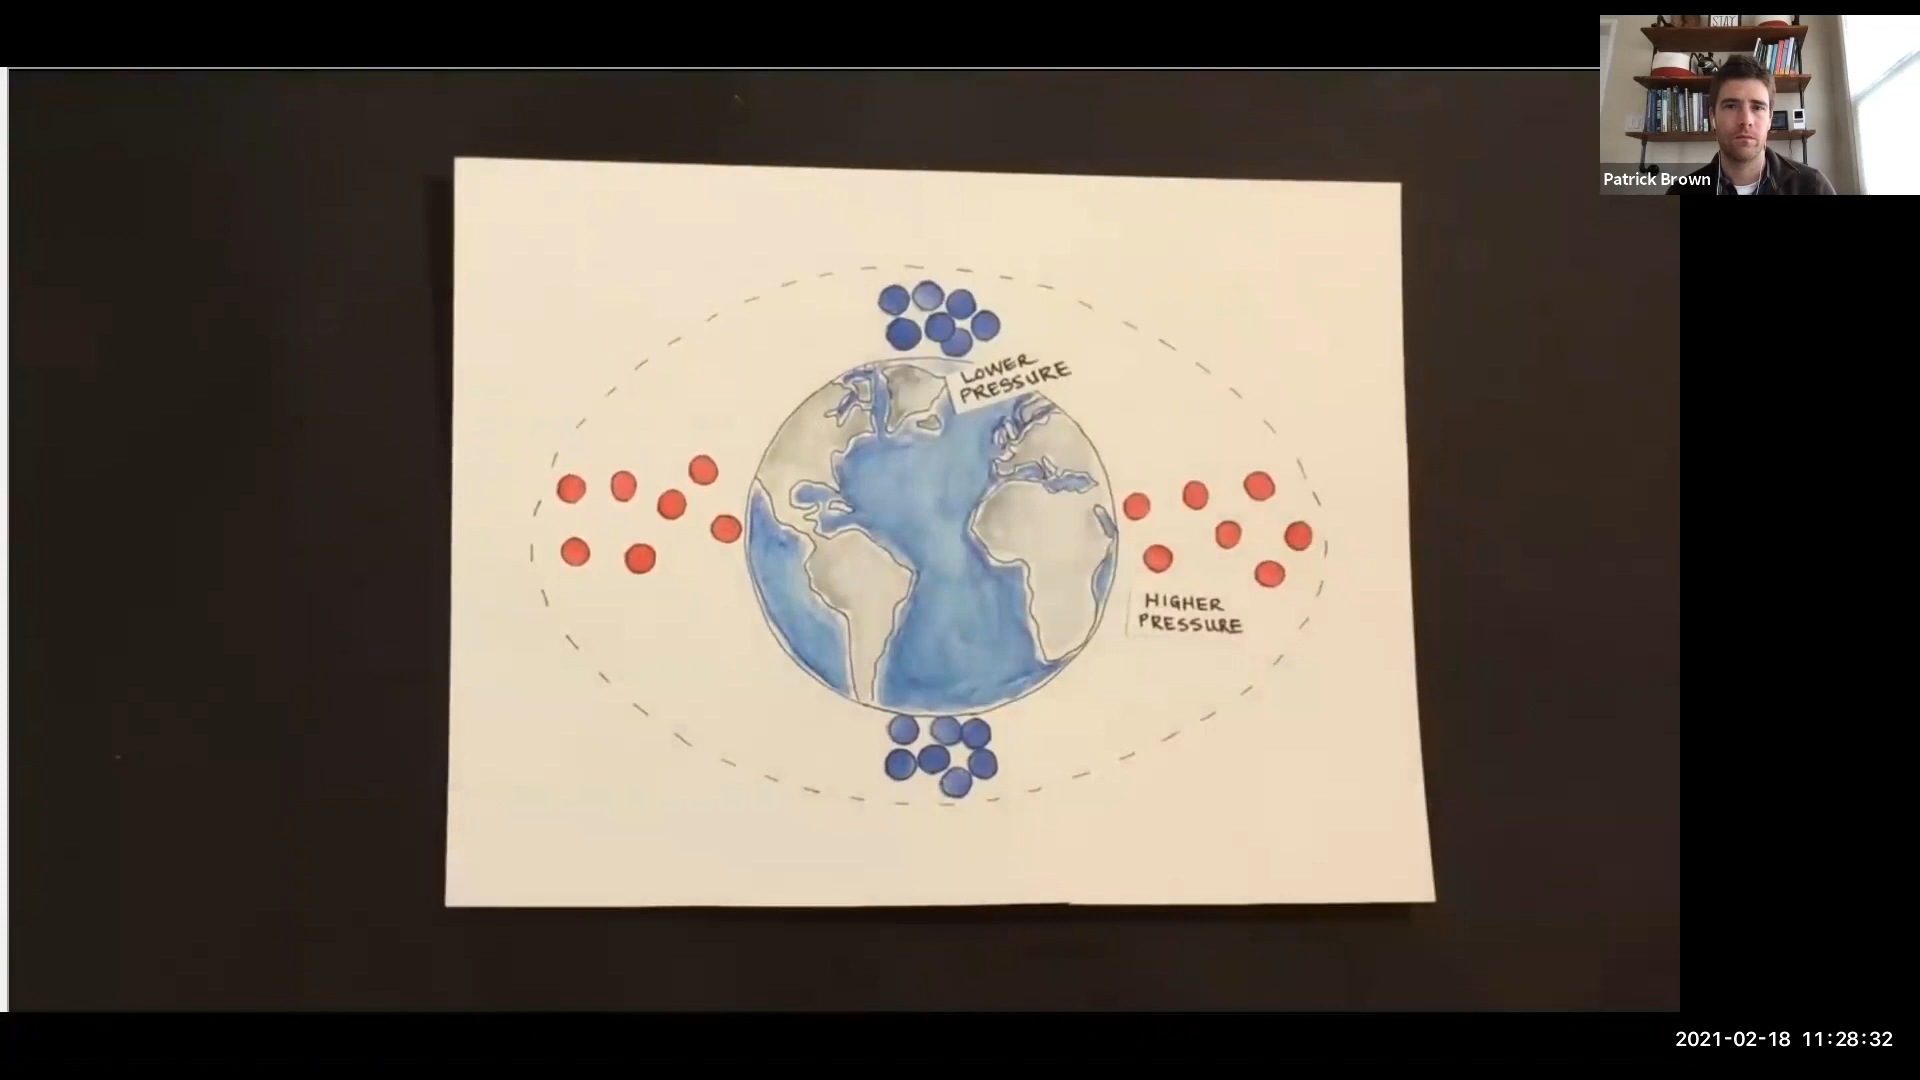 STAY
Patrick Brown
LOWER
PRESSURE
HIGHER
PRESSURE
2021-02-18 11:28:32